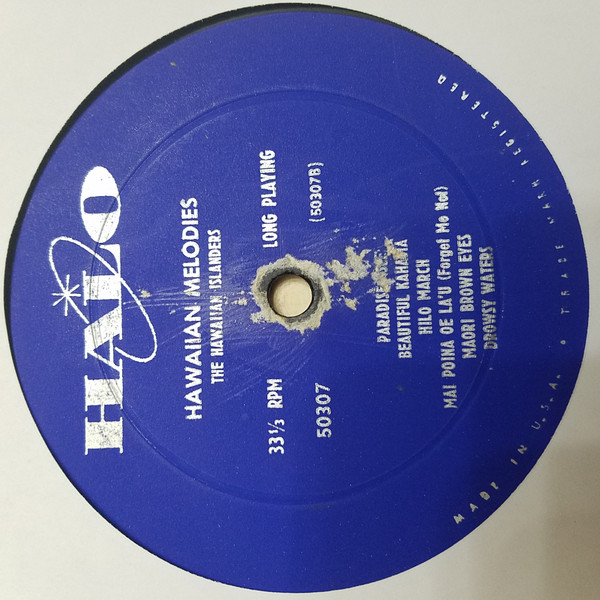 HALO
HAWAIIAN MELODIES
THE HAWAIIAN ISLANDERS
33⅓ RPM
LONG PLAYING
50307
(50307B)
PARADISE
BEAUTIFUL KAHANA
HILO MARCH
MAI POINA OE LA'U (Forget Me Not)
MAORI BROWN EYES
DROWSY WATERS
MADE IN U.S.A. • TRADE MARK REGISTERED